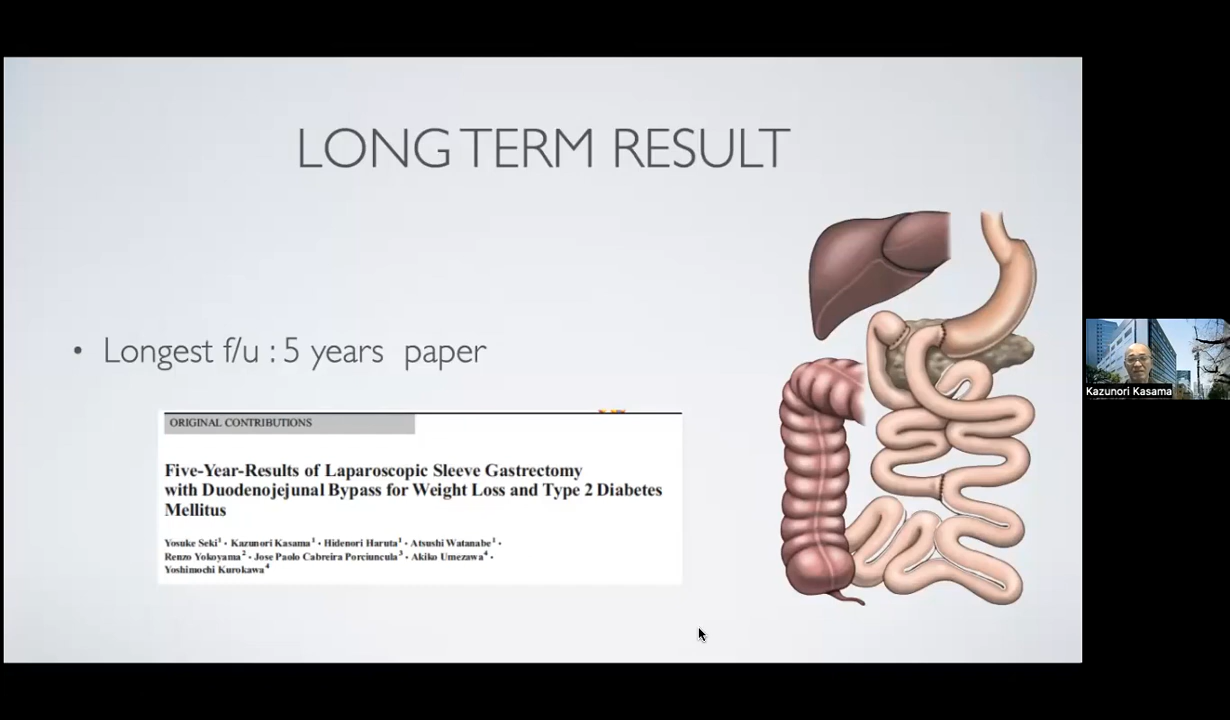 LONG TERM RESULT
• Longest f/u : 5 years paper
ORIGINAL CONTRIBUTIONS
Five-Year-Results of Laparoscopic Sleeve Gastrectomy
with Duodenojejunal Bypass for Weight Loss and Type 2 Diabetes
Mellitus
Yosuke Seki¹ • Kazunori Kasama¹ • Hidenori Haruta¹ • Atsushi Watanabe¹ •
Renzo Yokoyama² • Jose Paolo Cabreira Porciuncula³ • Akiko Umezawa⁴ •
Yoshimochi Kurokawa⁴
Kazunori Kasama